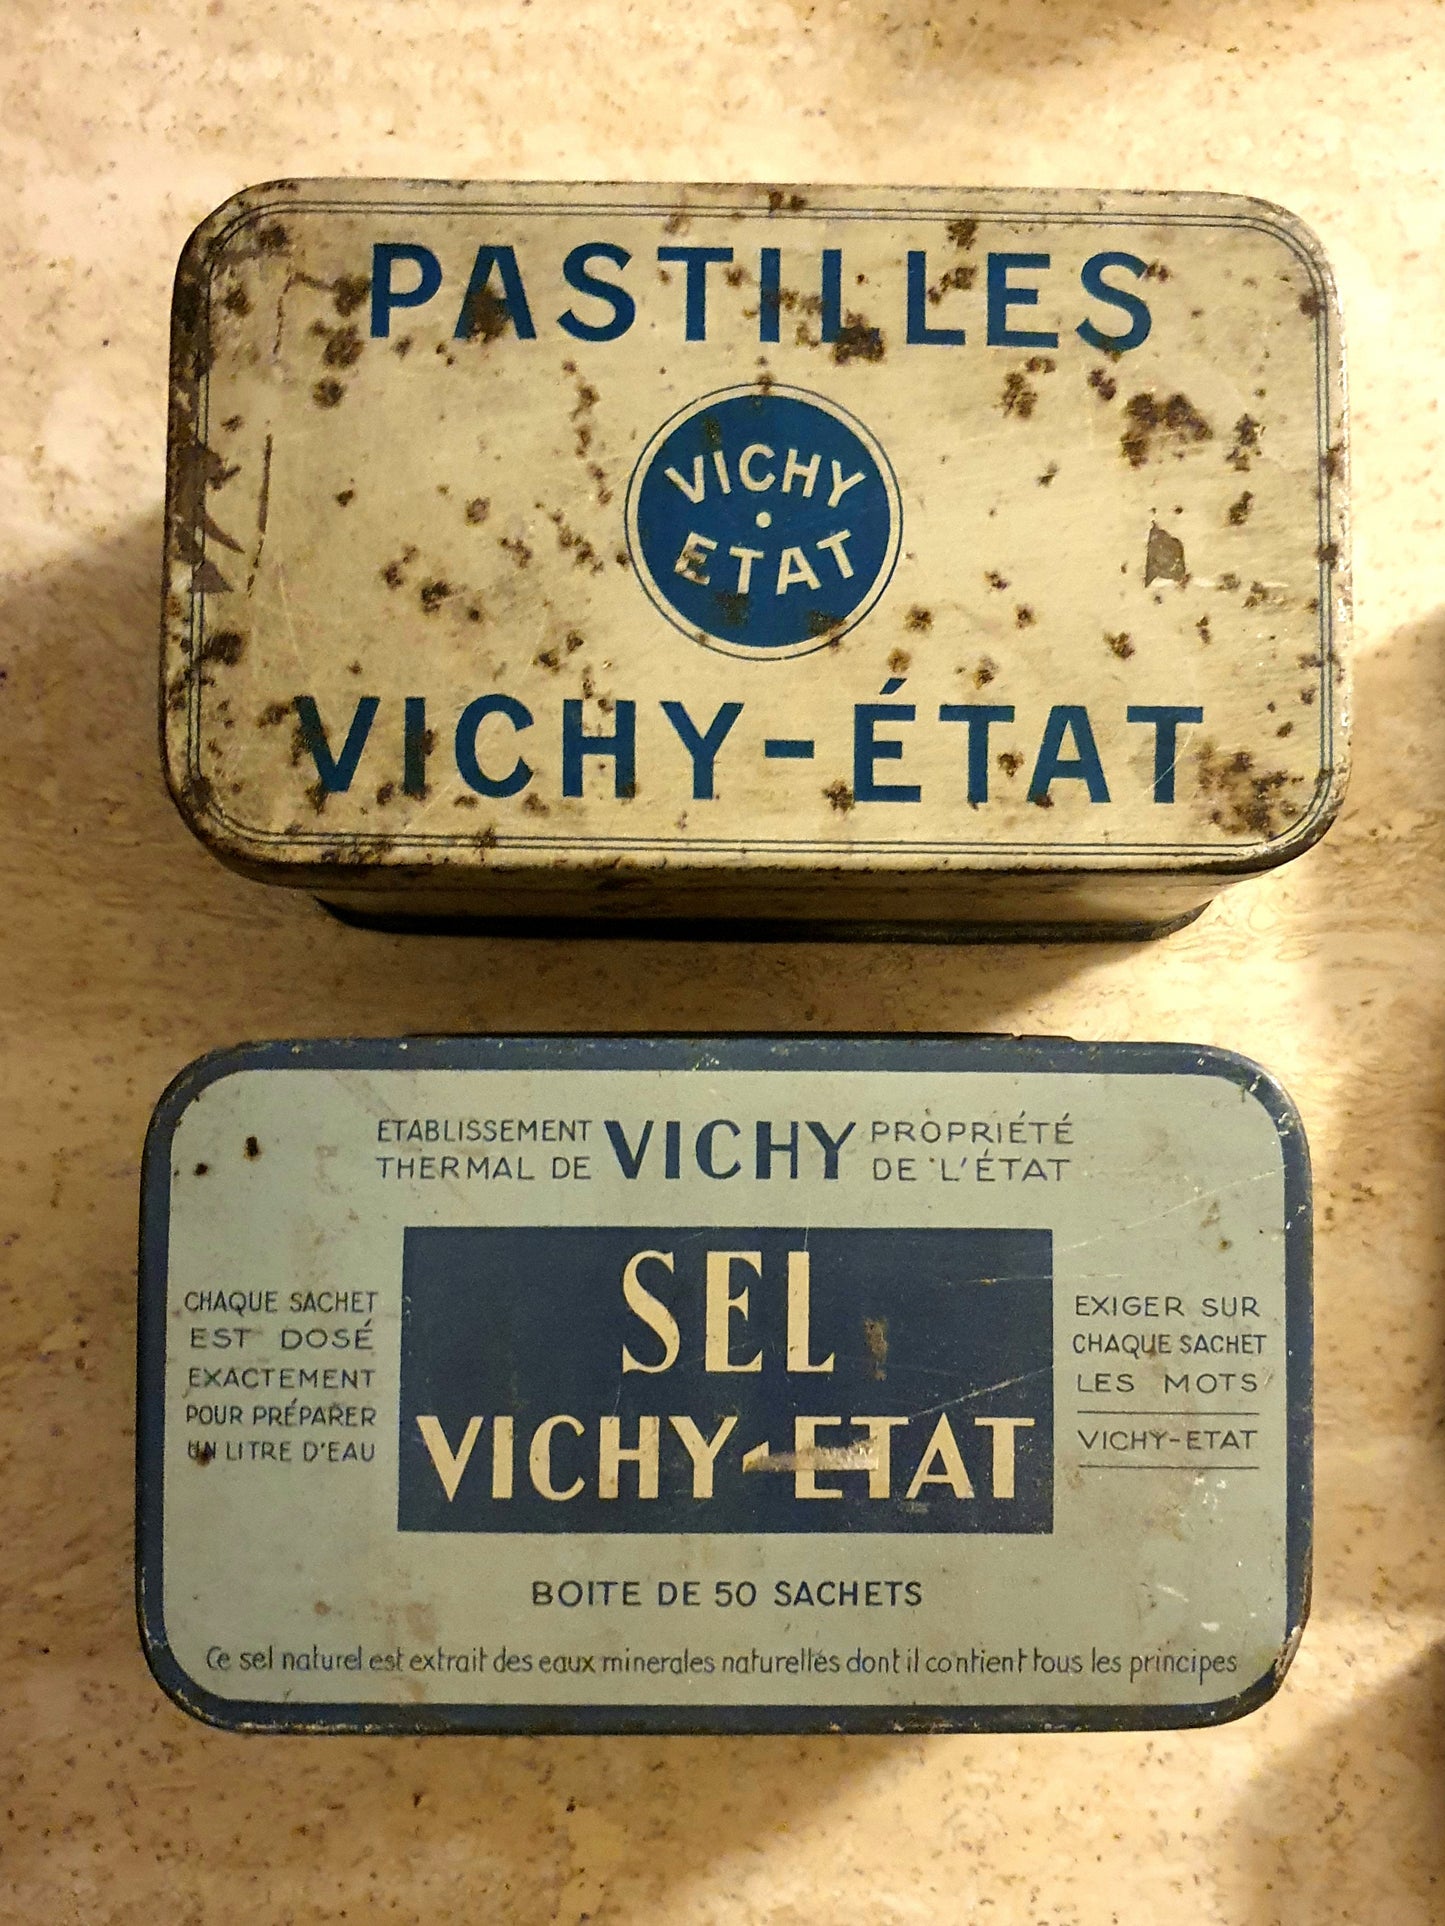 PASTILLES
VICHY
ETAT
VICHY-ÉTAT
ETABLISSEMENT
THERMAL DE
VICHY
PROPRIÉTÉ
DE L'ÉTAT
CHAQUE SACHET
EST DOSÉ
EXACTEMENT
POUR PRÉPARER
UN LITRE D'EAU
SEL
VICHY-ETAT
EXIGER SUR
CHAQUE SACHET
LES MOTS
VICHY-ETAT
BOITE DE 50 SACHETS
Ce sel naturel est extrait des eaux minerales naturelles dont il contient tous les principes